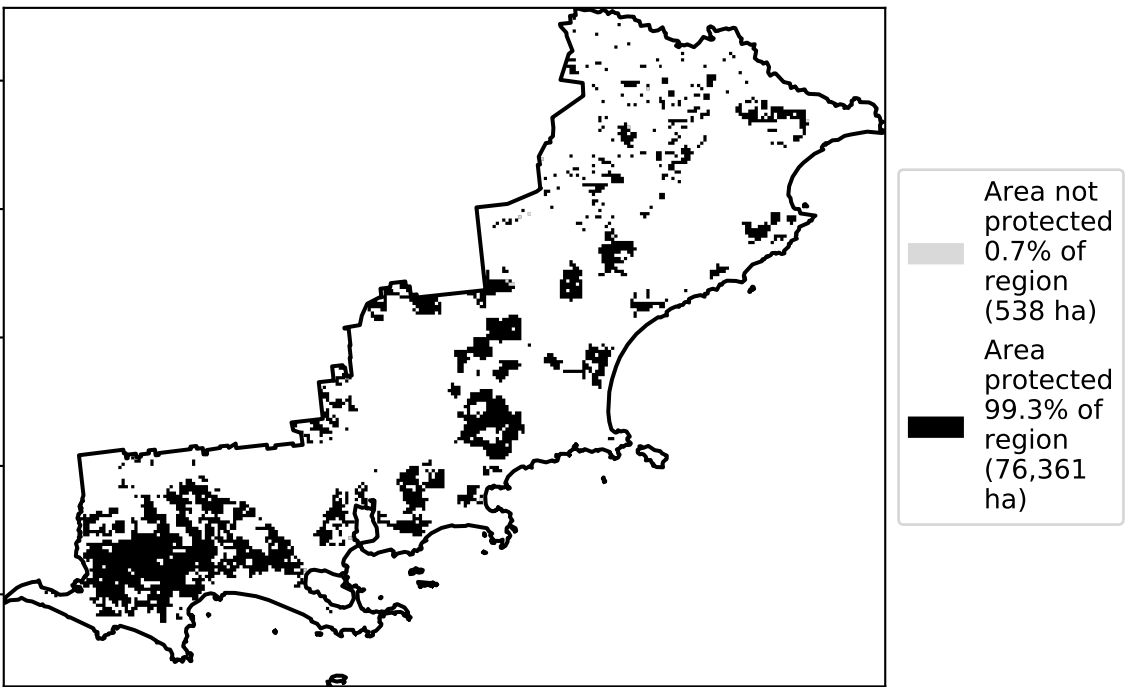 Area not
protected
0.7% of
region
(538 ha)
Area
protected
99.3% of
region
(76,361
ha)